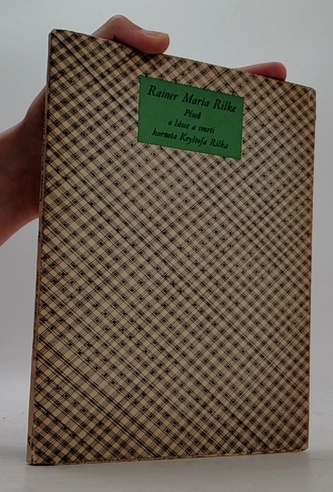 Rainer Maria Rilke
Píseň
o lásce a smrti
korneta Kryštofa Rilka